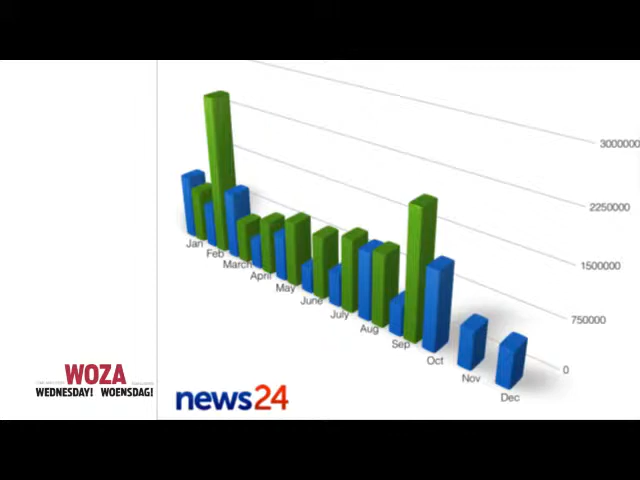 3000000
2250000
1500000
750000
0
Jan
Feb
March
April
May
June
July
Aug
Sep
Oct
Nov
Dec
WOZA
WEDNESDAY! WOENSDAG!
news24